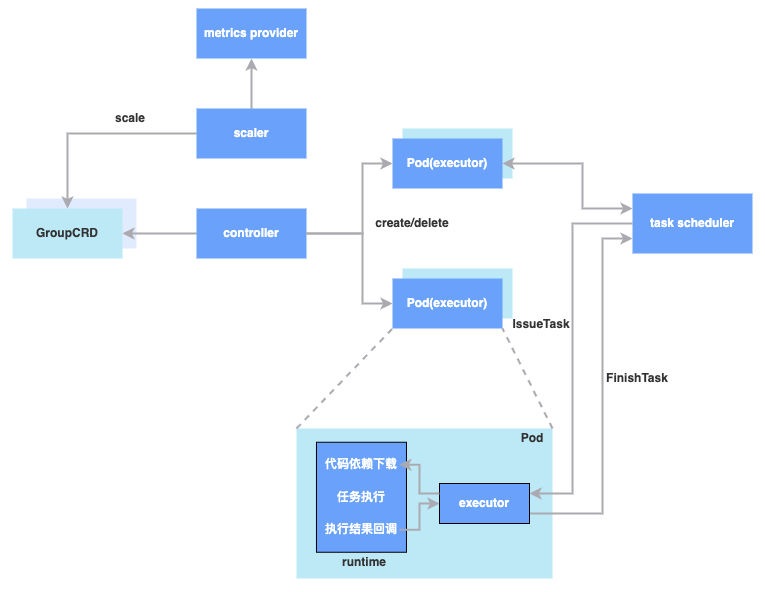 metrics provider
scale
scaler
Pod(executor)
GroupCRD
controller
create/delete
task scheduler
Pod(executor)
IssueTask
FinishTask
Pod
代码依赖下载
任务执行
executor
执行结果回调
runtime